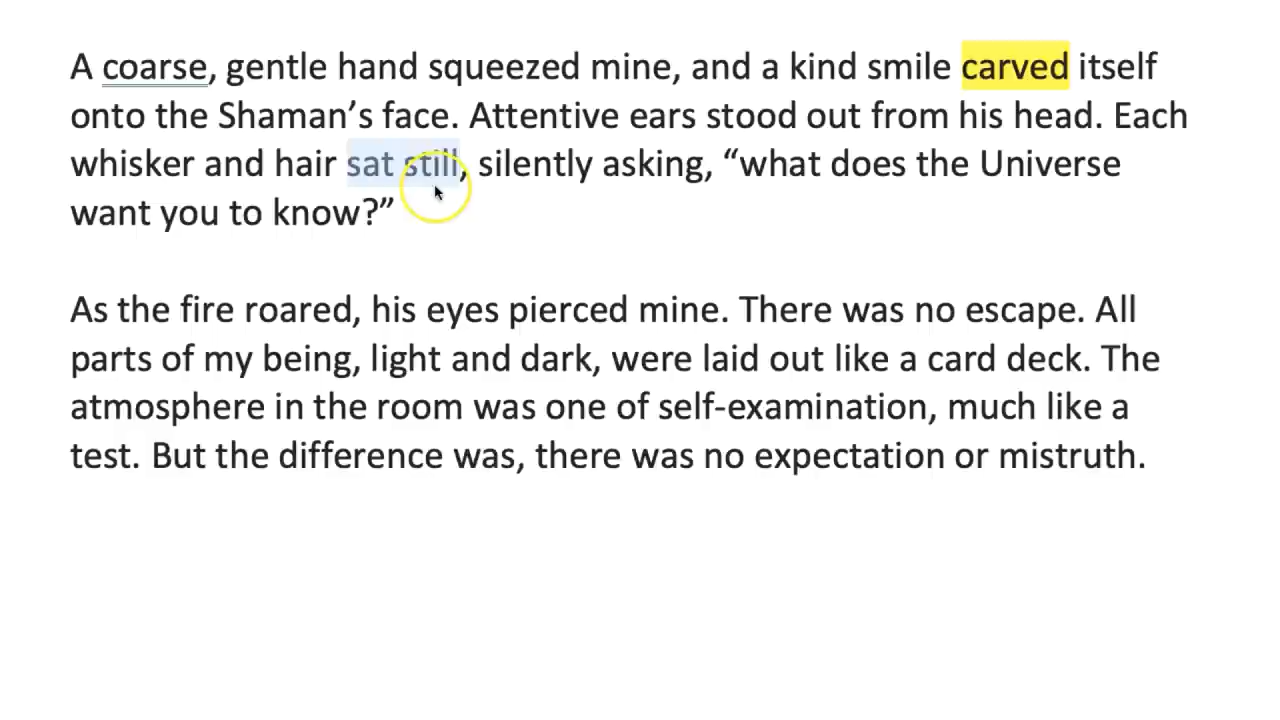 A coarse, gentle hand squeezed mine, and a kind smile carved itself
onto the Shaman’s face. Attentive ears stood out from his head. Each
whisker and hair sat still, silently asking, “what does the Universe
want you to know?”
As the fire roared, his eyes pierced mine. There was no escape. All
parts of my being, light and dark, were laid out like a card deck. The
atmosphere in the room was one of self-examination, much like a
test. But the difference was, there was no expectation or mistruth.